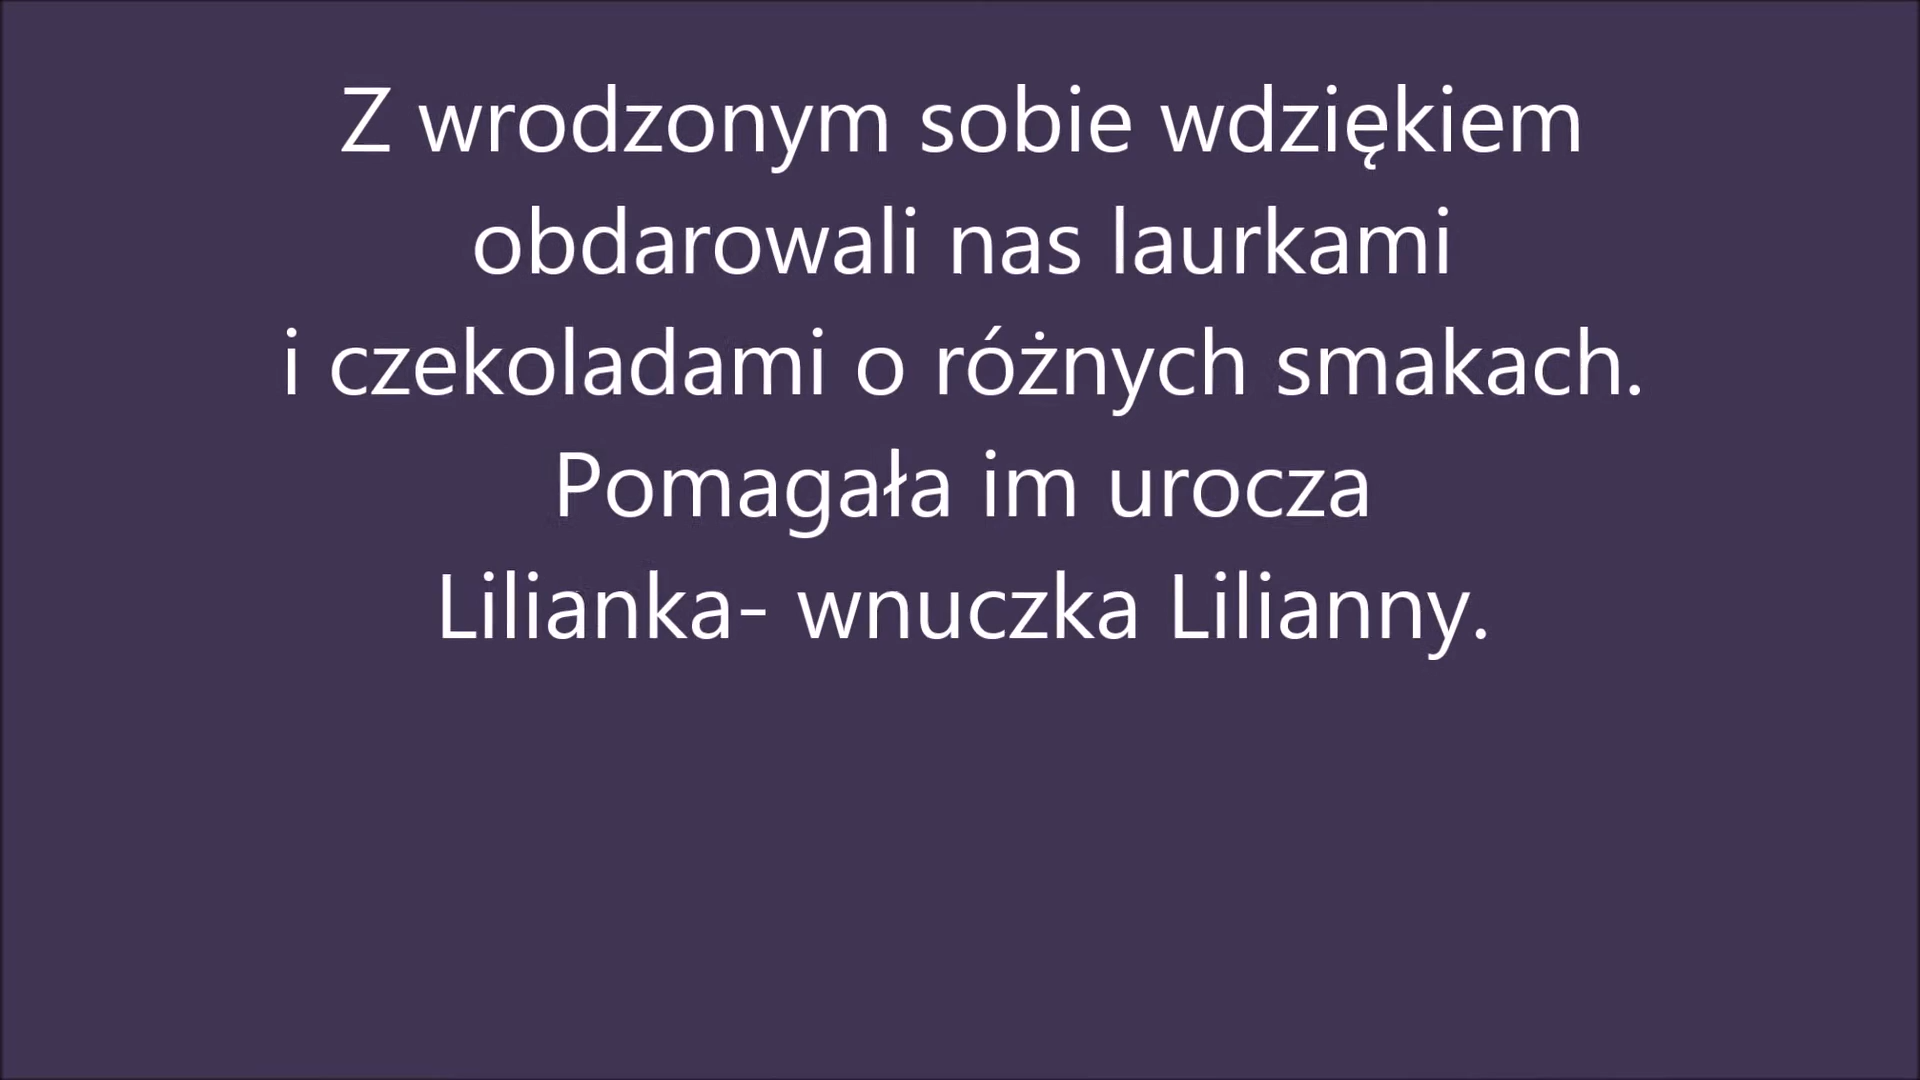 Z wrodzonym sobie wdziękiem
obdarowali nas laurkami
i czekoladami o różnych smakach.
Pomagała im urocza
Lilianka- wnuczka Lilianny.